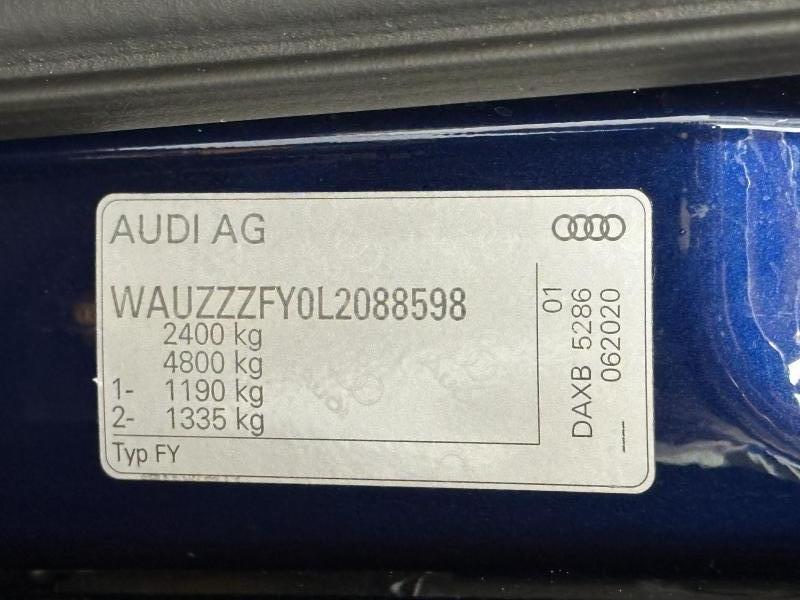 AUDI AG
WAUZZZFY0L2088598
2400 kg
4800 kg
1- 1190 kg
2- 1335 kg
Typ FY
01
DAXB 5286
062020
----